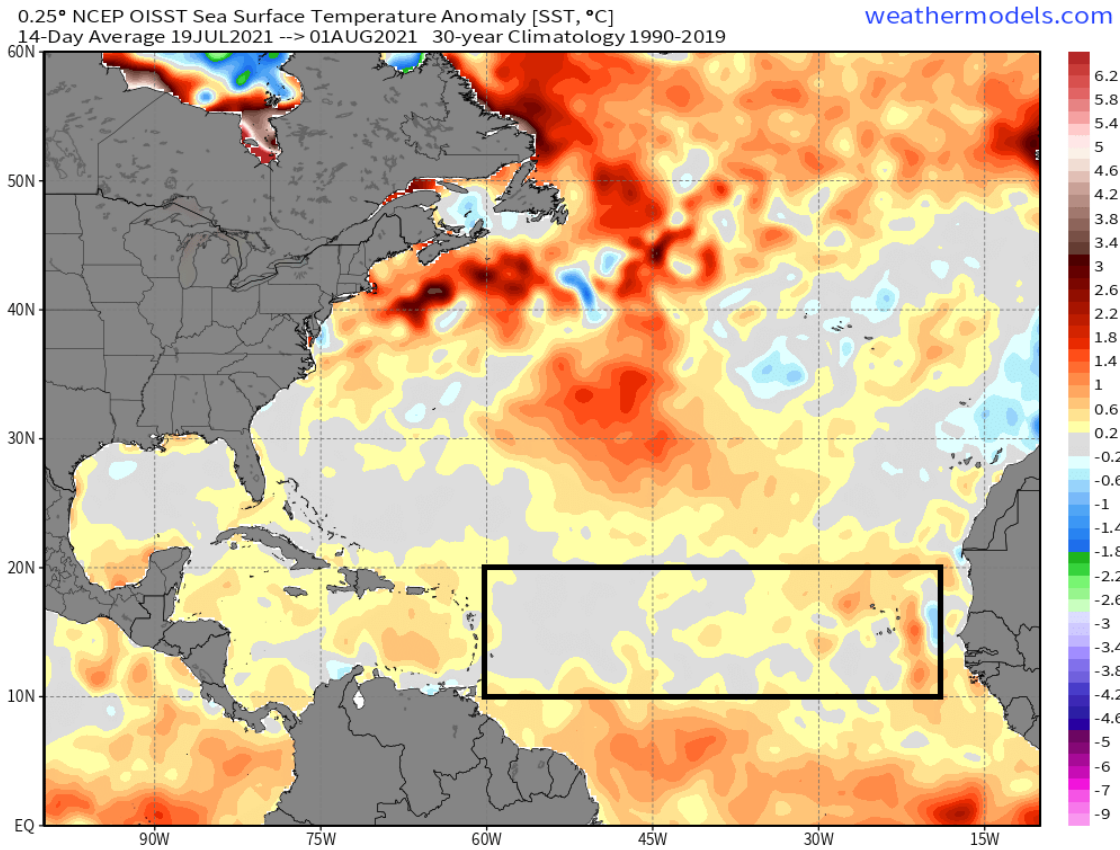 0.25° NCEP OISST Sea Surface Temperature Anomaly [SST, °C]
weathermodels.com
14-Day Average 19JUL2021 --> 01AUG2021 30-year Climatology 1990-2019
60N
50N
40N
30N
20N
10N
EQ
90W
75W
60W
45W
30W
15W
6.2
5.8
5.4
5
4.6
4.2
3.8
3.4
3
2.6
2.2
1.8
1.4
1
0.6
0.2
-0.2
-0.6
-1
-1.4
-1.8
-2.2
-2.6
-3
-3.4
-3.8
-4.2
-4.6
-5
-6
-7
-9